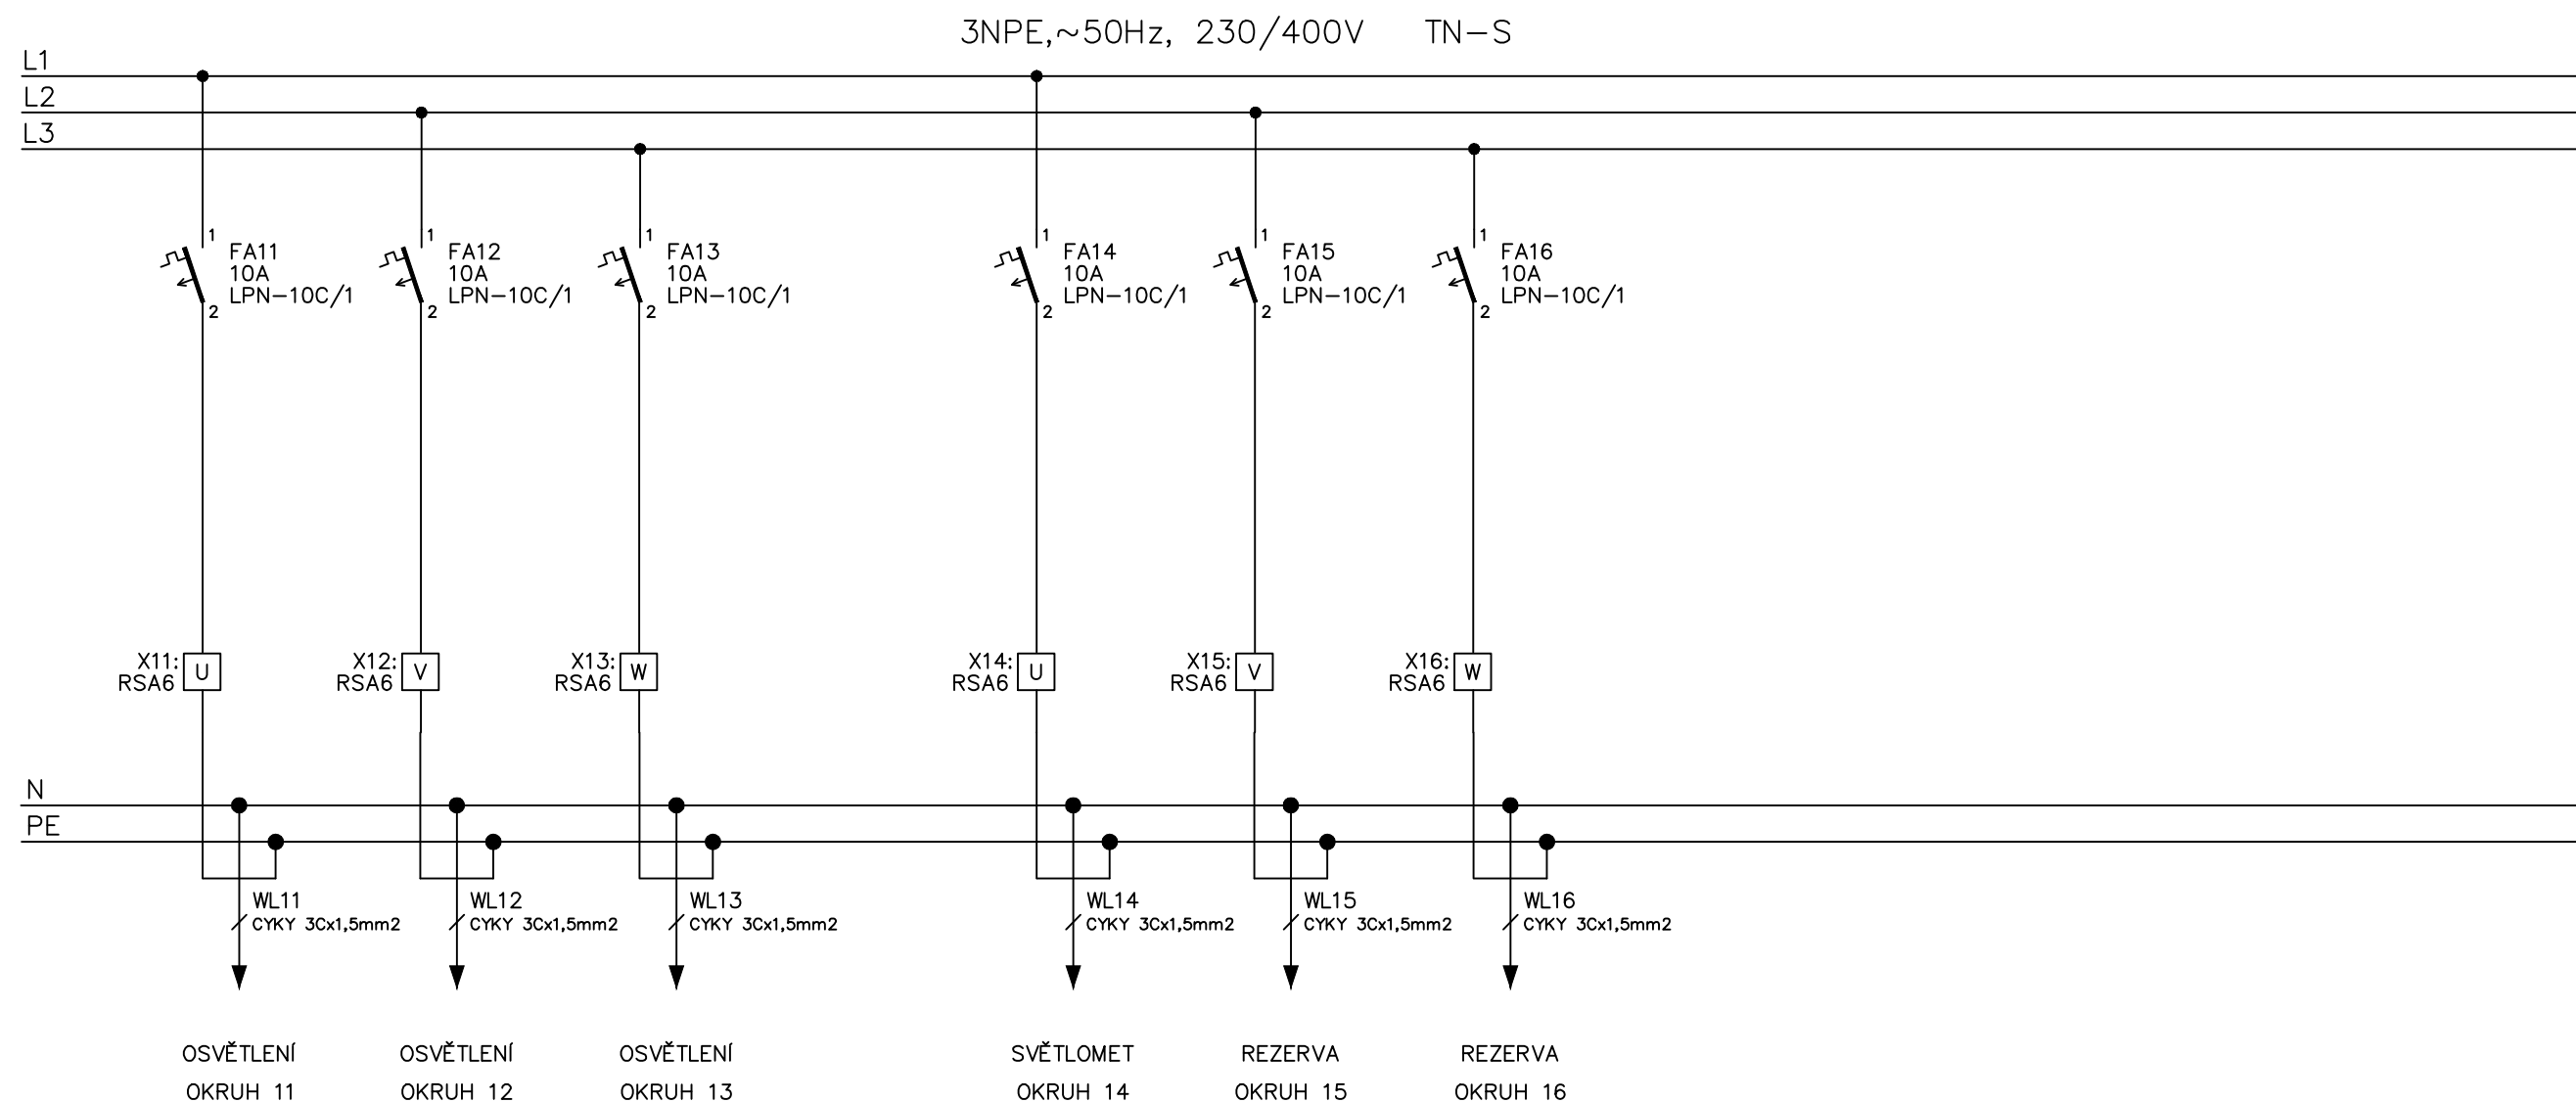 3NPE,~50Hz, 230/400V TN-S
L1
L2
L3
1
FA11
10A
LPN-10C/1
2
1
FA12
10A
LPN-10C/1
2
1
FA13
10A
LPN-10C/1
2
1
FA14
10A
LPN-10C/1
2
1
FA15
10A
LPN-10C/1
2
1
FA16
10A
LPN-10C/1
2
X11:
RSA6
U
X12:
RSA6
V
X13:
RSA6
W
X14:
RSA6
U
X15:
RSA6
V
X16:
RSA6
W
N
PE
WL11
CYKY 3Cx1,5mm2
WL12
CYKY 3Cx1,5mm2
WL13
CYKY 3Cx1,5mm2
WL14
CYKY 3Cx1,5mm2
WL15
CYKY 3Cx1,5mm2
WL16
CYKY 3Cx1,5mm2
OSVĚTLENÍ
OKRUH 11
OSVĚTLENÍ
OKRUH 12
OSVĚTLENÍ
OKRUH 13
SVĚTLOMET
OKRUH 14
REZERVA
OKRUH 15
REZERVA
OKRUH 16